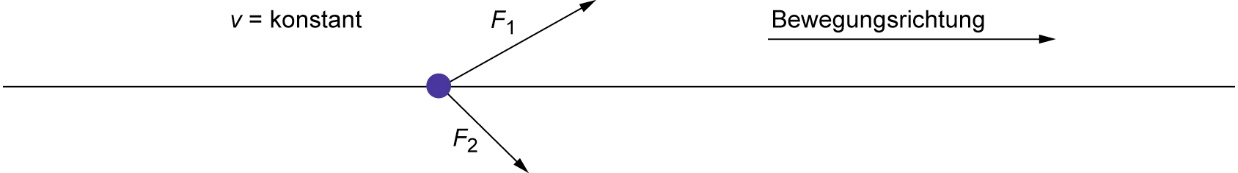 v = konstant
F1
Bewegungsrichtung
F2